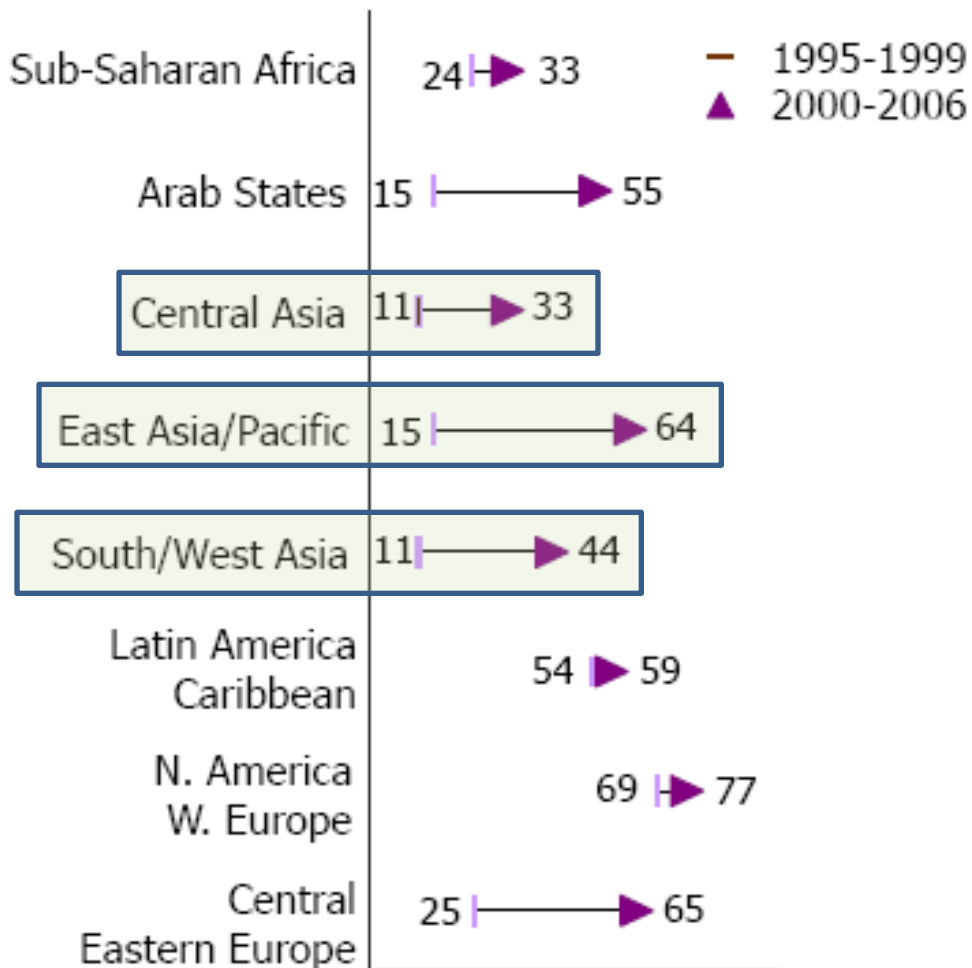 Sub-Saharan Africa 24 33
1995-1999
2000-2006
Arab States 15 55
Central Asia 11 33
East Asia/Pacific 15 64
South/West Asia 11 44
Latin America
Caribbean
54 59
N. America
W. Europe
69 77
Central
Eastern Europe
25 65